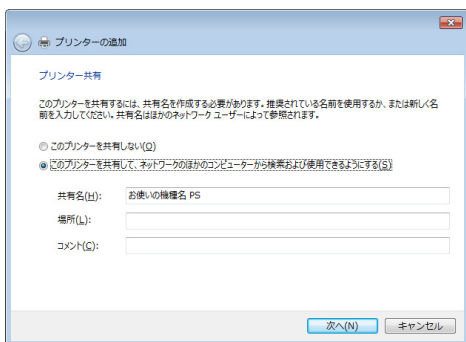 プリンターの追加
プリンター共有
このプリンターを共有するには、共有名を作成する必要があります。推奨されている名前を使用するか、または新しく名
前を入力してください。共有名はほかのネットワーク ユーザーによって参照されます。
このプリンターを共有しない(O)
このプリンターを共有して、ネットワークのほかのコンピューターから検索および使用できるようにする(S)
共有名(H): お使いの機種名 PS
場所(L):
コメント(C):
次へ(N) キャンセル